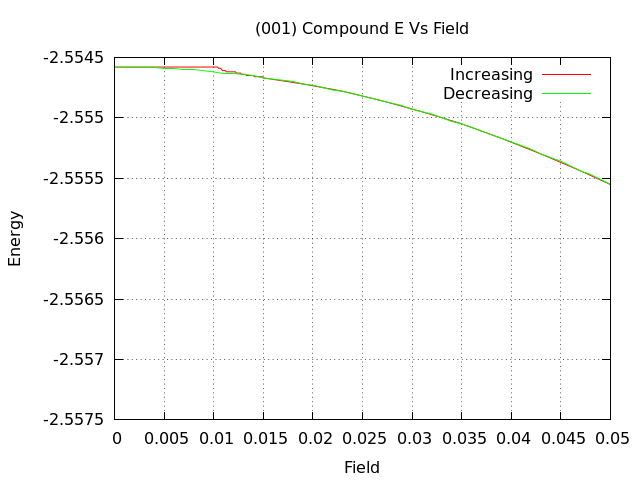 (001) Compound E Vs Field
Increasing
Decreasing
-2.5545
-2.555
-2.5555
-2.556
-2.5565
-2.557
-2.5575
Energy
0 0.005 0.01 0.015 0.02 0.025 0.03 0.035 0.04 0.045 0.05
Field